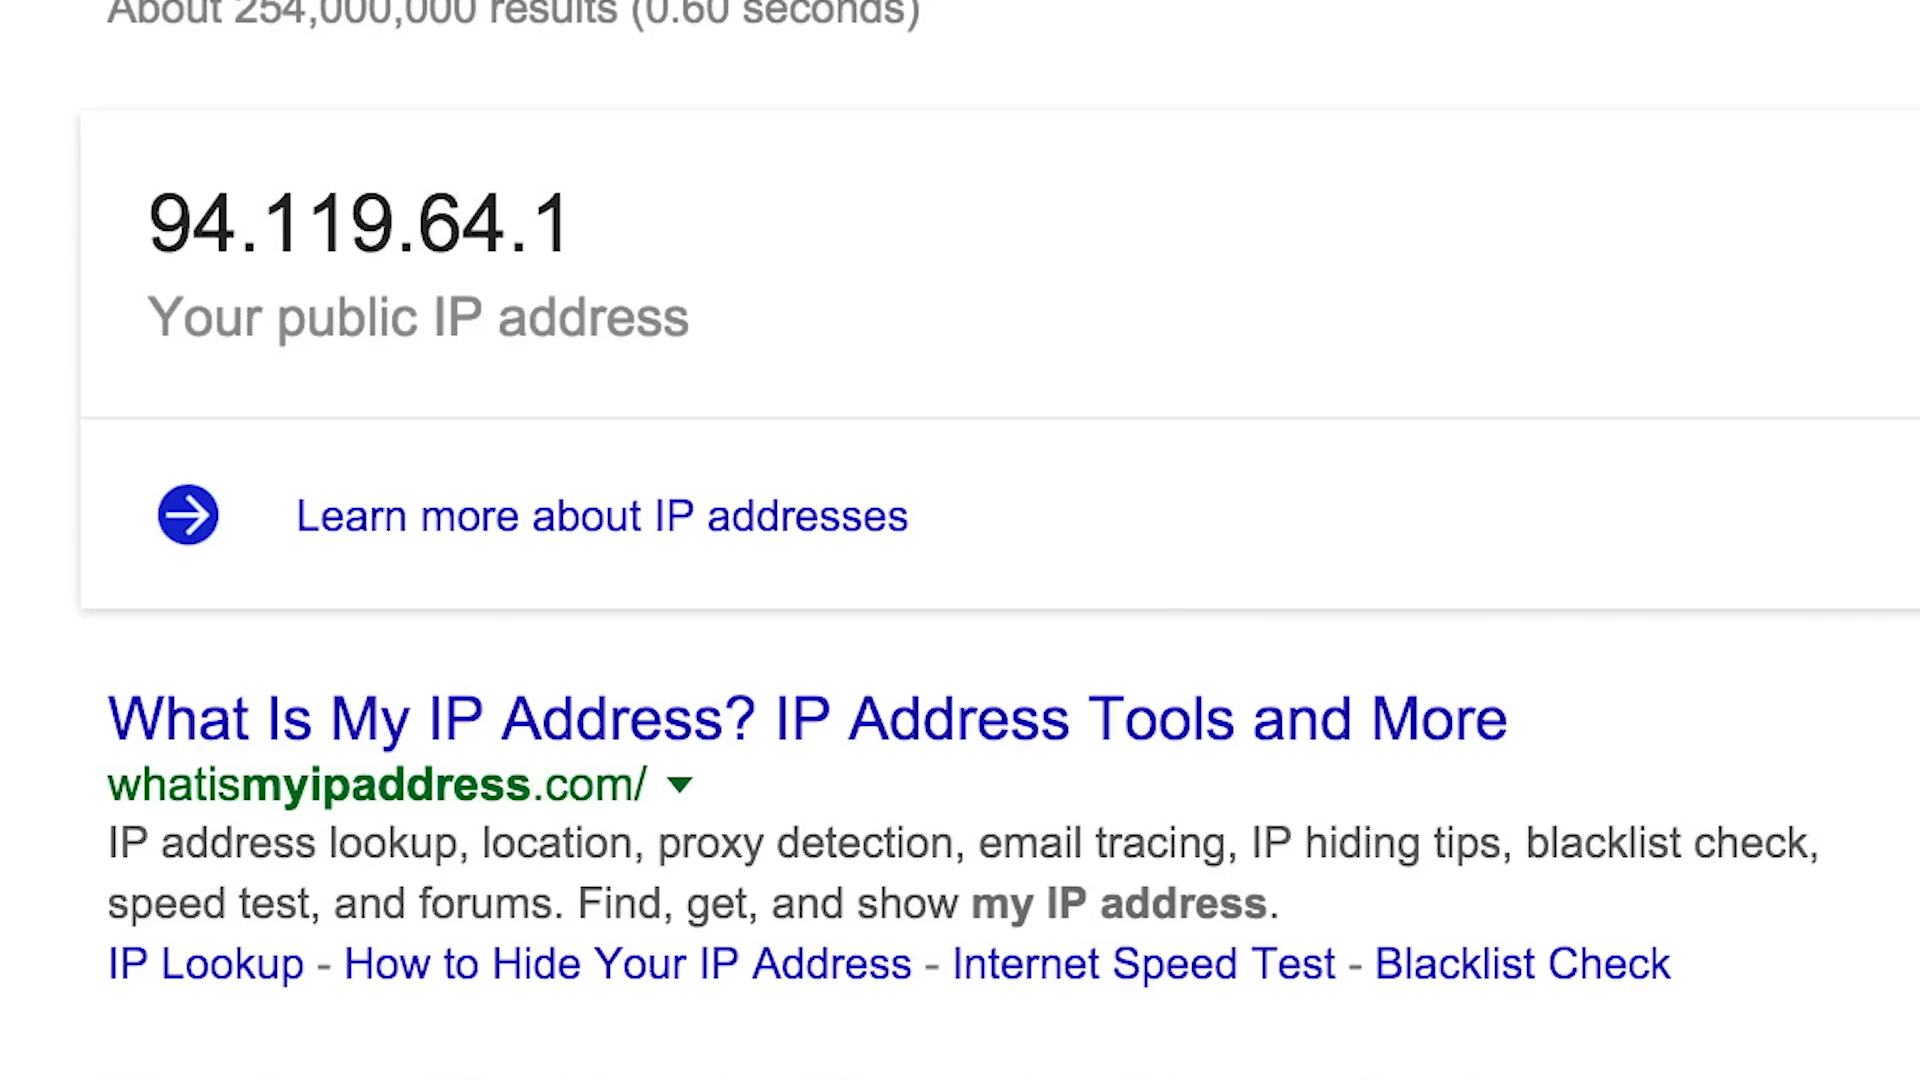 About 254,000,000 results (0.60 seconds)
94.119.64.1
Your public IP address
Learn more about IP addresses
What Is My IP Address? IP Address Tools and More
whatismyipaddress.com/
IP address lookup, location, proxy detection, email tracing, IP hiding tips, blacklist check,
speed test, and forums. Find, get, and show my IP address.
IP Lookup - How to Hide Your IP Address - Internet Speed Test - Blacklist Check